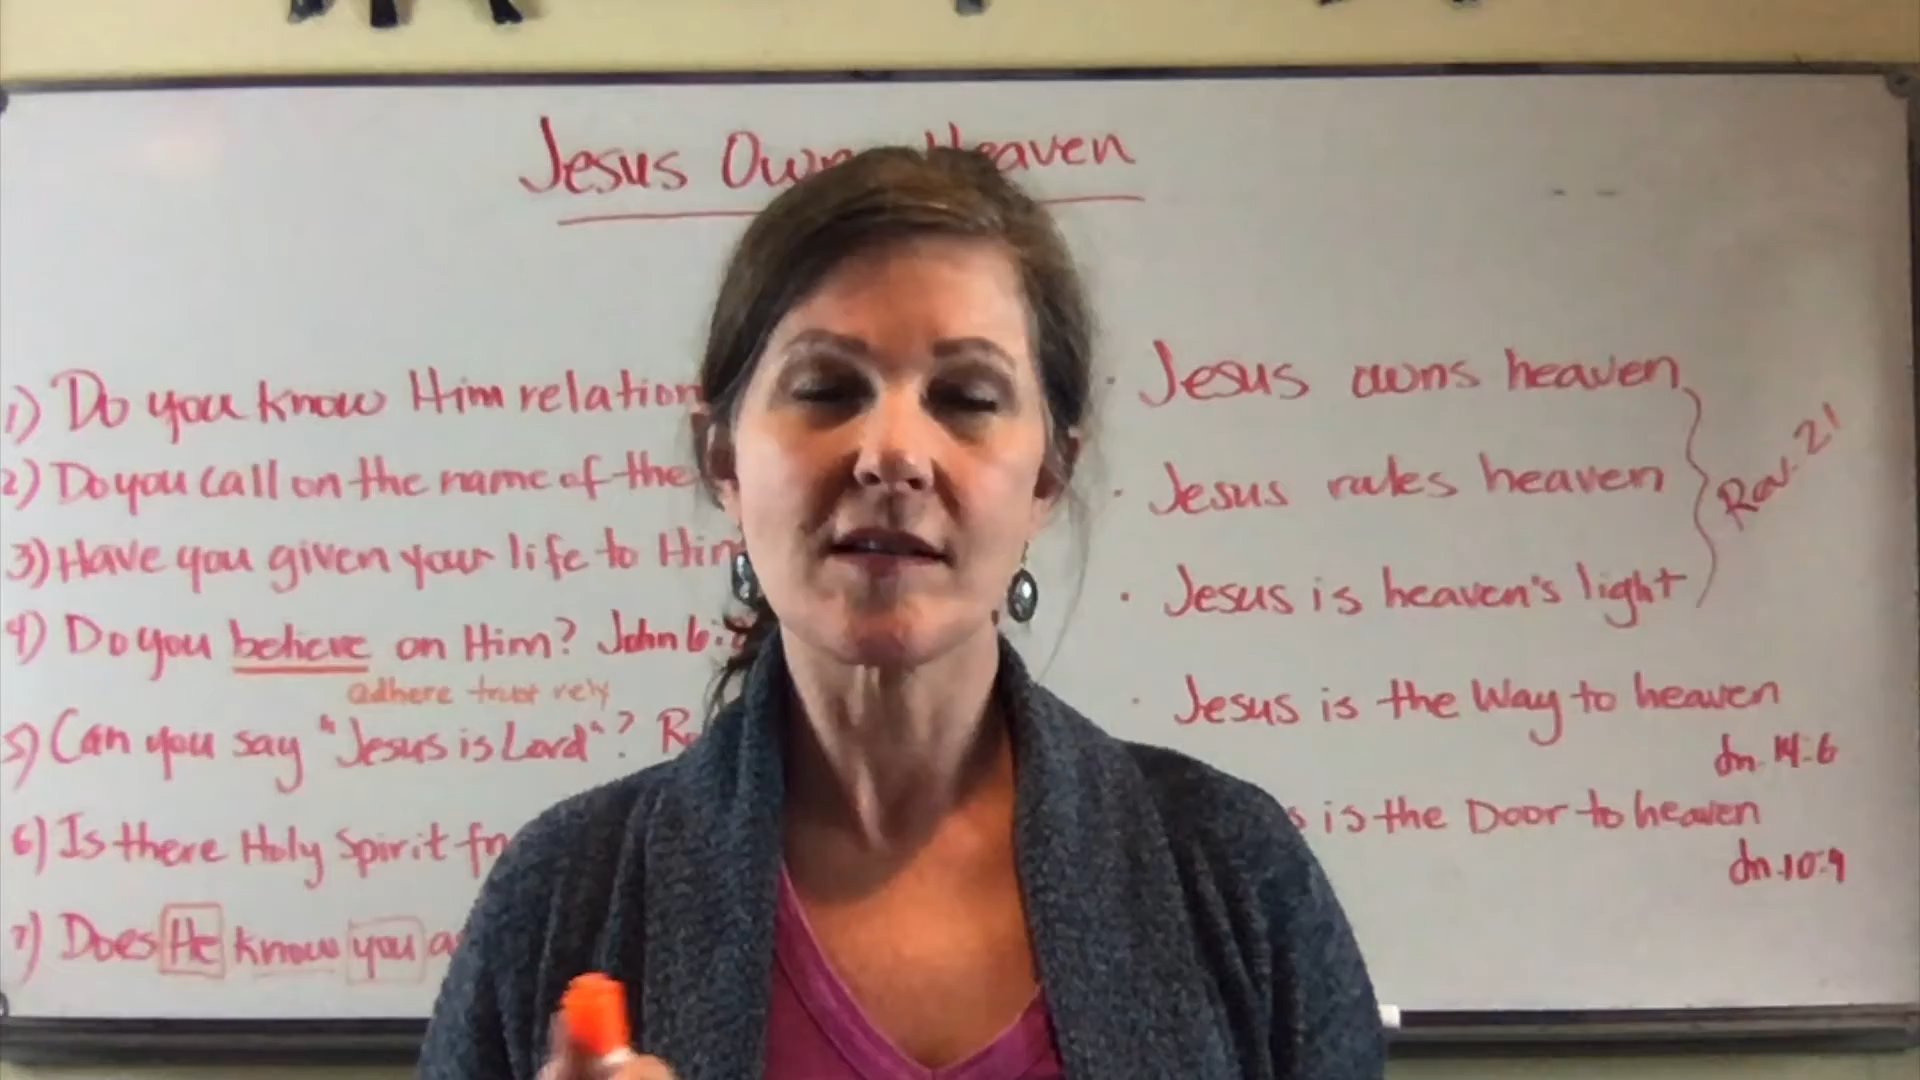 Jesus Own Heaven
1) Do you know Him relation
2) Do you call on the name of the
3) Have you given your life to Him
4) Do you believe on Him? John 6:
adhere trust rely
5) Can you say "Jesus is Lord"? R
6) Is there Holy Spirit
7) Does He know you
· Jesus owns heaven
· Jesus rules heaven
· Jesus is heaven's light
Rev. 21
· Jesus is the Way to heaven
Jn. 14:6
is the Door to heaven
Jn. 10:9